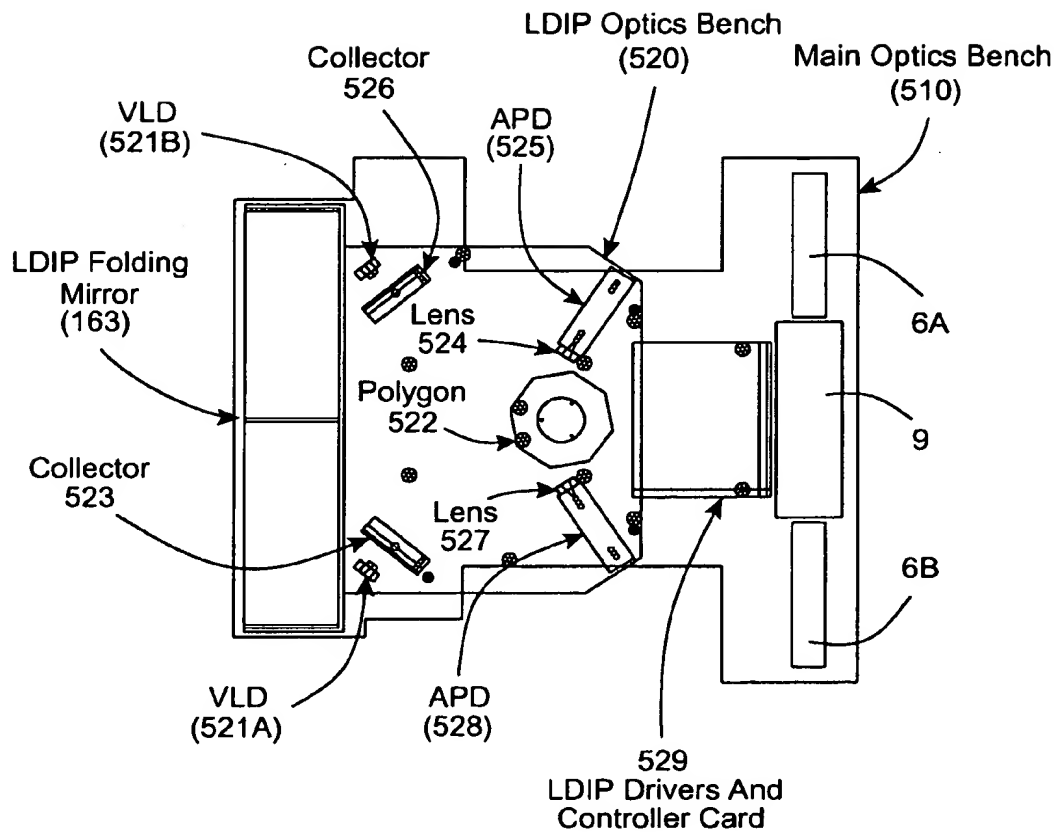 LDIP Optics Bench
(520)
Main Optics Bench
(510)
Collector
526
VLD
(521B)
APD
(525)
LDIP Folding
Mirror
(163)
Lens
524
6A
Polygon
522
9
Collector
523
Lens
527
6B
VLD
(521A)
APD
(528)
529
LDIP Drivers And
Controller Card